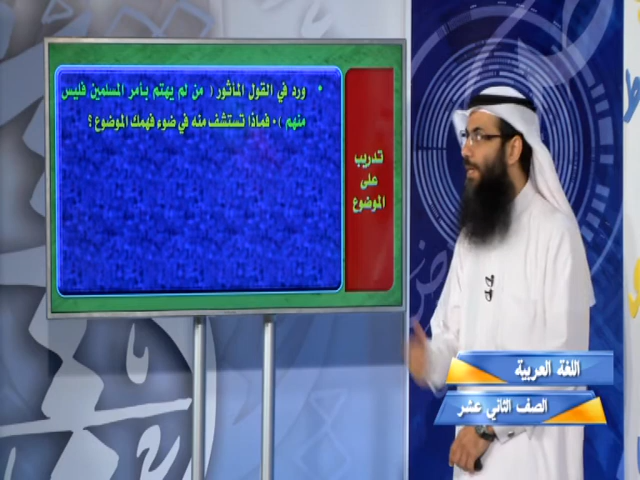 • ورد في القول المأثور ( من لم يهتم بأمر المسلمين فليس
منهم ) • فماذا تستشف منه في ضوء فهمك الموضوع ؟
تدريب
على
الموضوع
اللغة العربية
الصف الثاني عشر